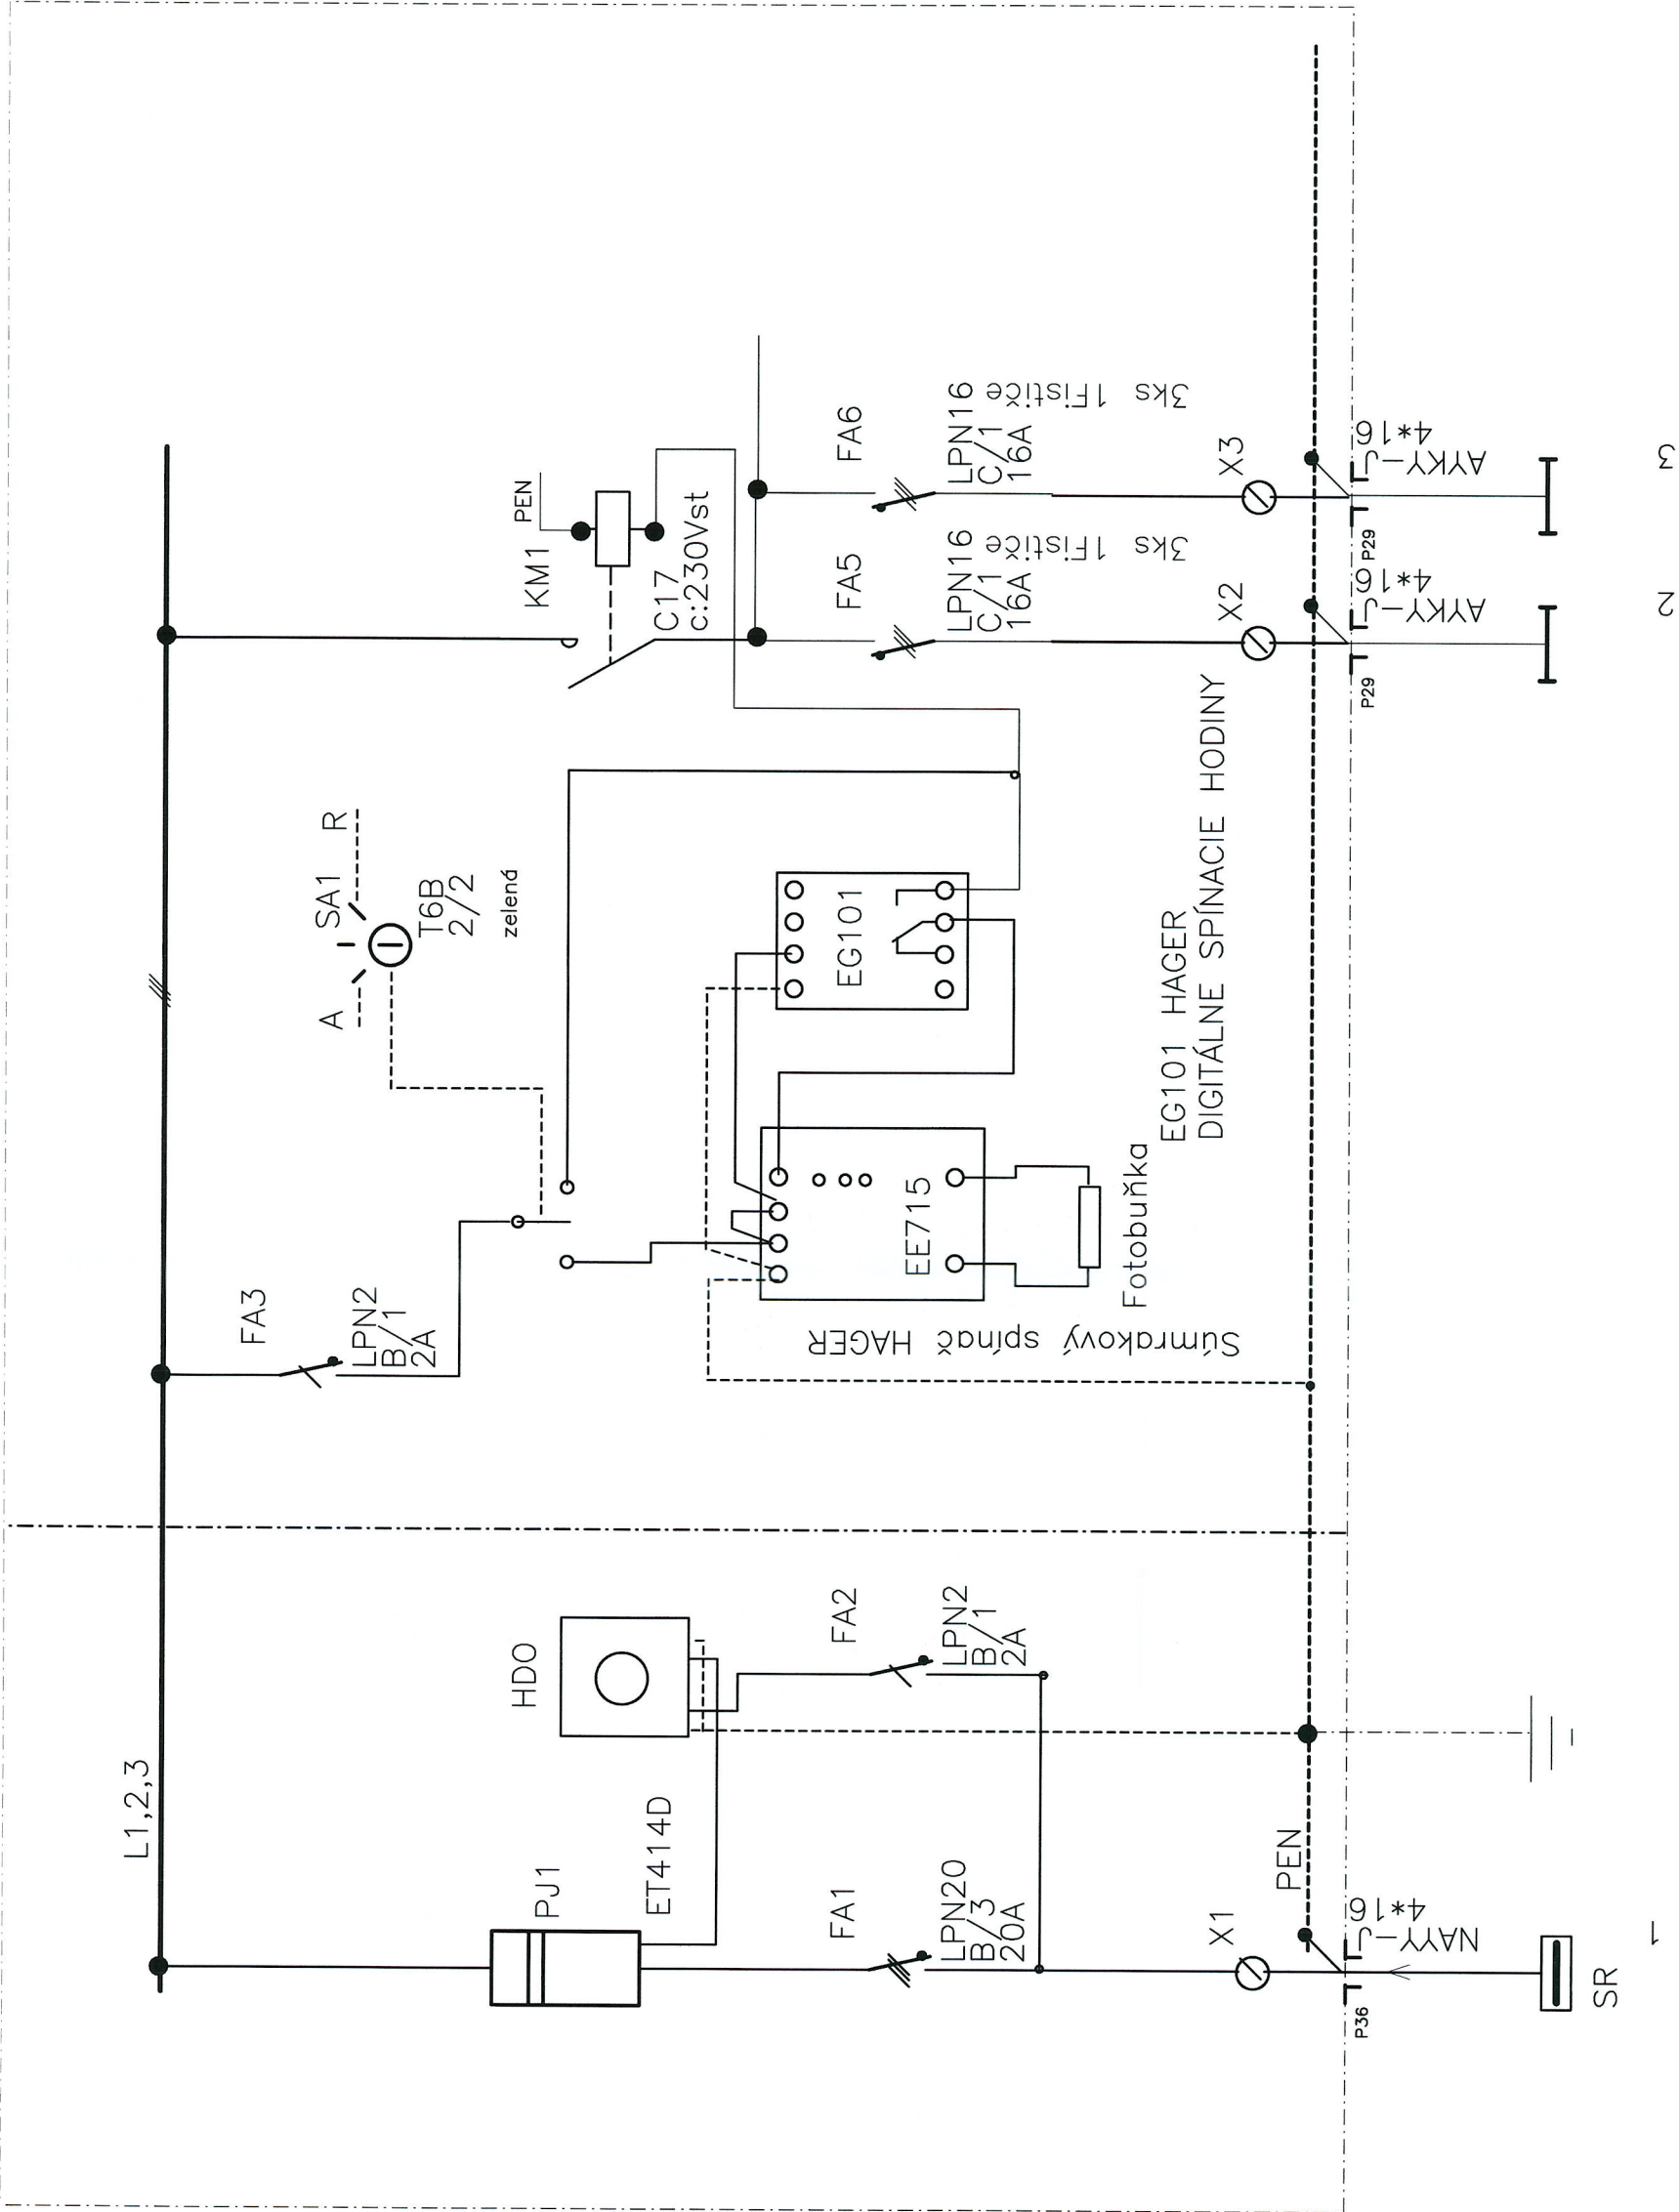 L1,2,3
PJ1
ET414D
HDO
FA1
LPN20
B/3
20A
FA2
LPN2
B/1
2A
X1
PEN
P36
NAYY-J
4*16
SR
1
FA3
LPN2
B/1
2A
A
SA1
R
T6B
2/2
zelená
EE715
Súmrakový spínač HAGER
Fotobuňka
EG101
EG101 HAGER
DIGITÁLNE SPÍNACIE HODINY
KM1
PEN
C17
c:230Vst
FA5
LPN16
C/1
16A
3ks 1Fističe
X2
P29
AYKY-J
4*16
2
FA6
LPN16
C/1
16A
3ks 1Fističe
9
X3
P29
AYKY-J
4*16
3